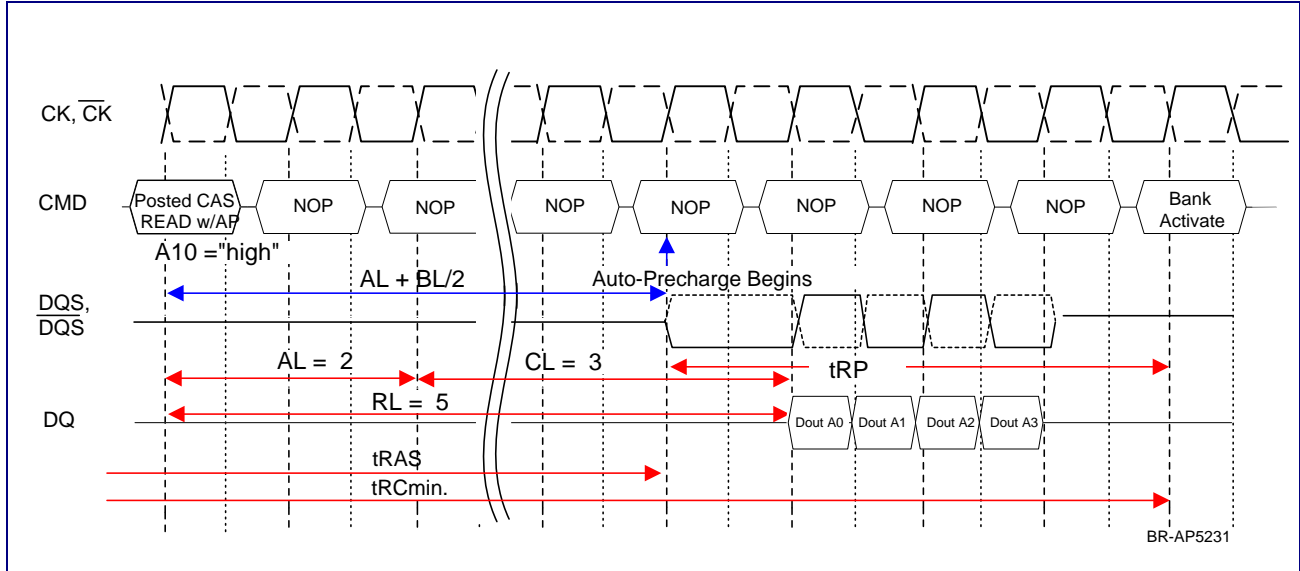 CK, CK
CMD
Posted CAS
READ w/AP
NOP
NOP
NOP
NOP
NOP
NOP
NOP
Bank
Activate
A10 ="high"
AL + BL/2
Auto-Precharge Begins
DQS,
DQS
AL = 2
CL = 3
tRP
RL = 5
DQ
Dout A0
Dout A1
Dout A2
Dout A3
tRAS
tRCmin.
BR-AP5231